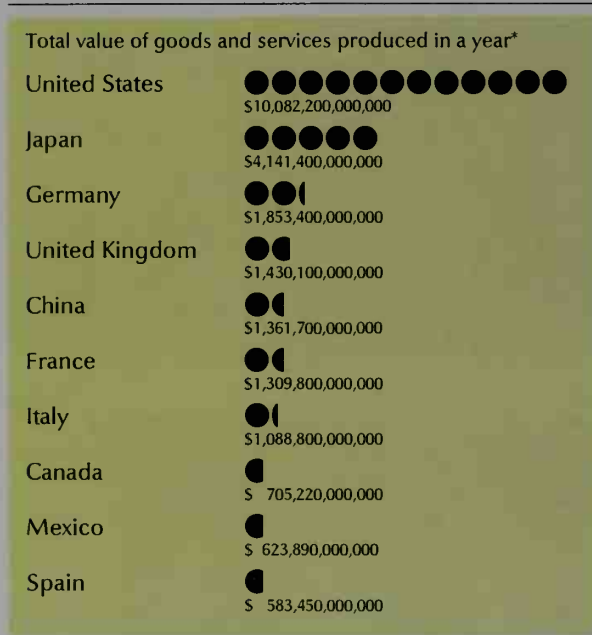 Total value of goods and services produced in a year*
United States
$10,082,200,000,000
Japan
$4,141,400,000,000
Germany
$1,853,400,000,000
United Kingdom
$1,430,100,000,000
China
$1,361,700,000,000
France
$1,309,800,000,000
Italy
$1,088,800,000,000
Canada
$ 705,220,000,000
Mexico
$ 623,890,000,000
Spain
$ 583,450,000,000